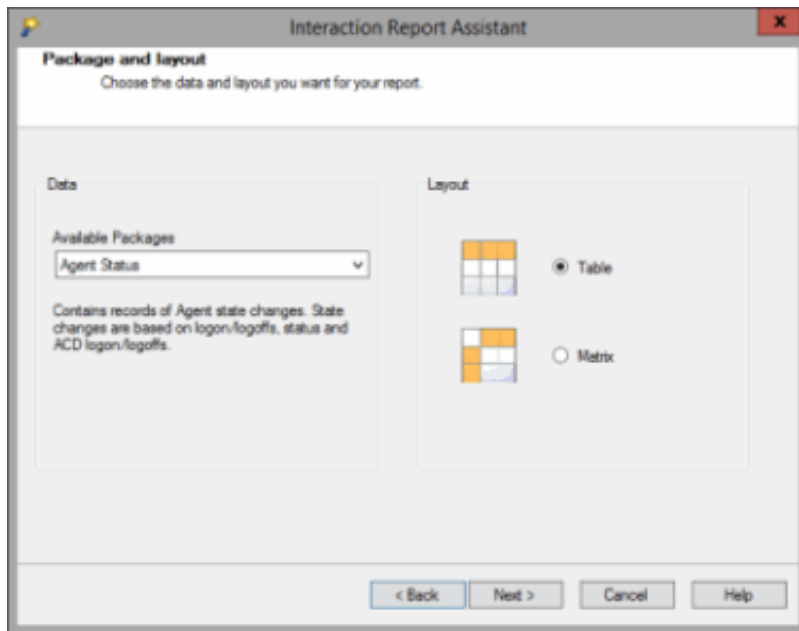 Interaction Report Assistant
Package and layout
Choose the data and layout you want for your report.
Data
Available Packages
Agent Status
Contains records of Agent state changes. State
changes are based on logon/logoffs, status and
ACD logon/logoffs.
Layout
Table
Matrix
< Back
Next >
Cancel
Help